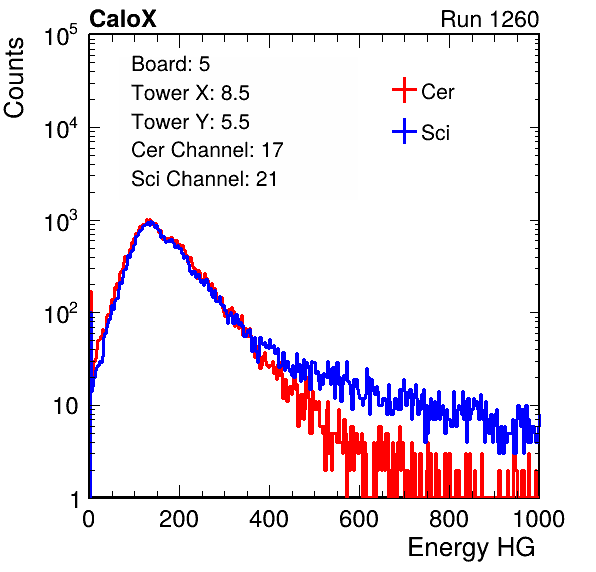 CaloX Run 1260
Counts
10^5
10^4
10^3
10^2
10
1
Board: 5
Tower X: 8.5
Tower Y: 5.5
Cer Channel: 17
Sci Channel: 21
Cer
Sci
0 200 400 600 800 1000
Energy HG